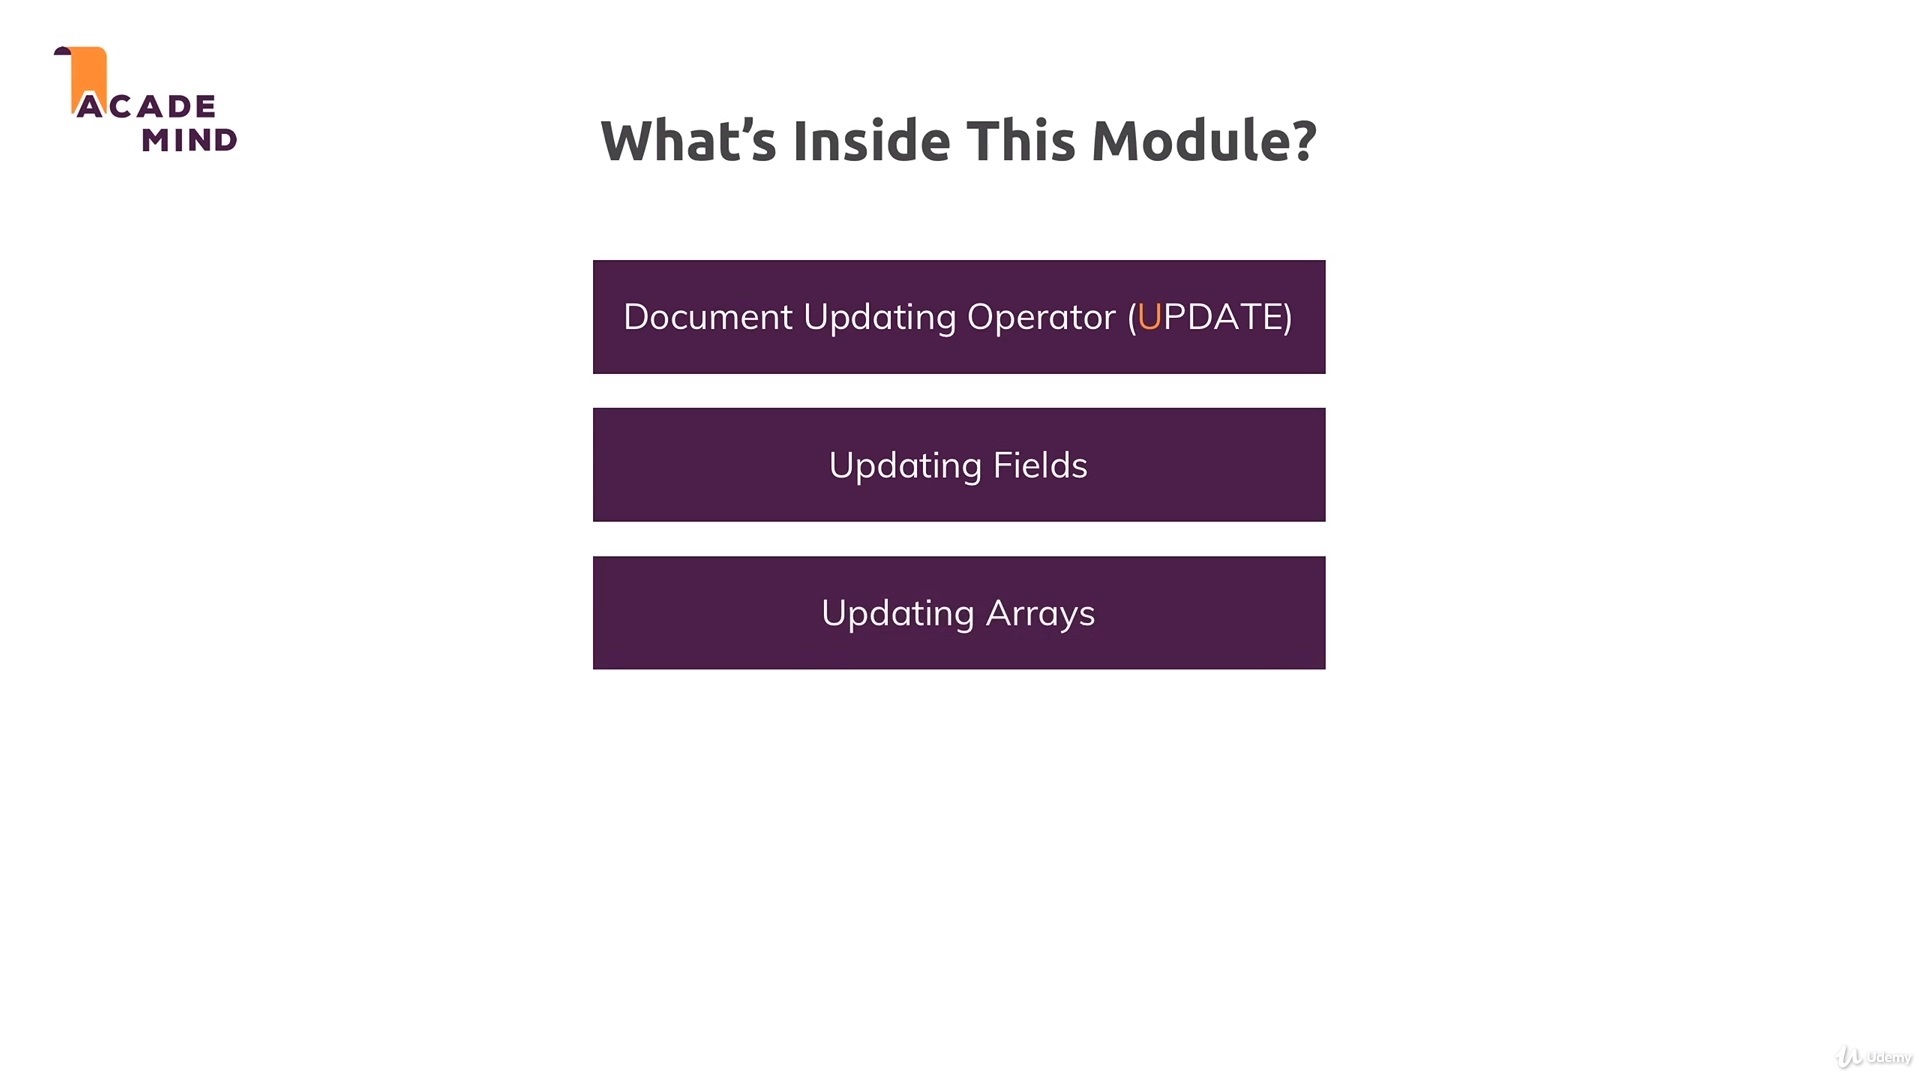 ACADE
MIND
What’s Inside This Module?
Document Updating Operator (UPDATE)
Updating Fields
Updating Arrays
Udemy